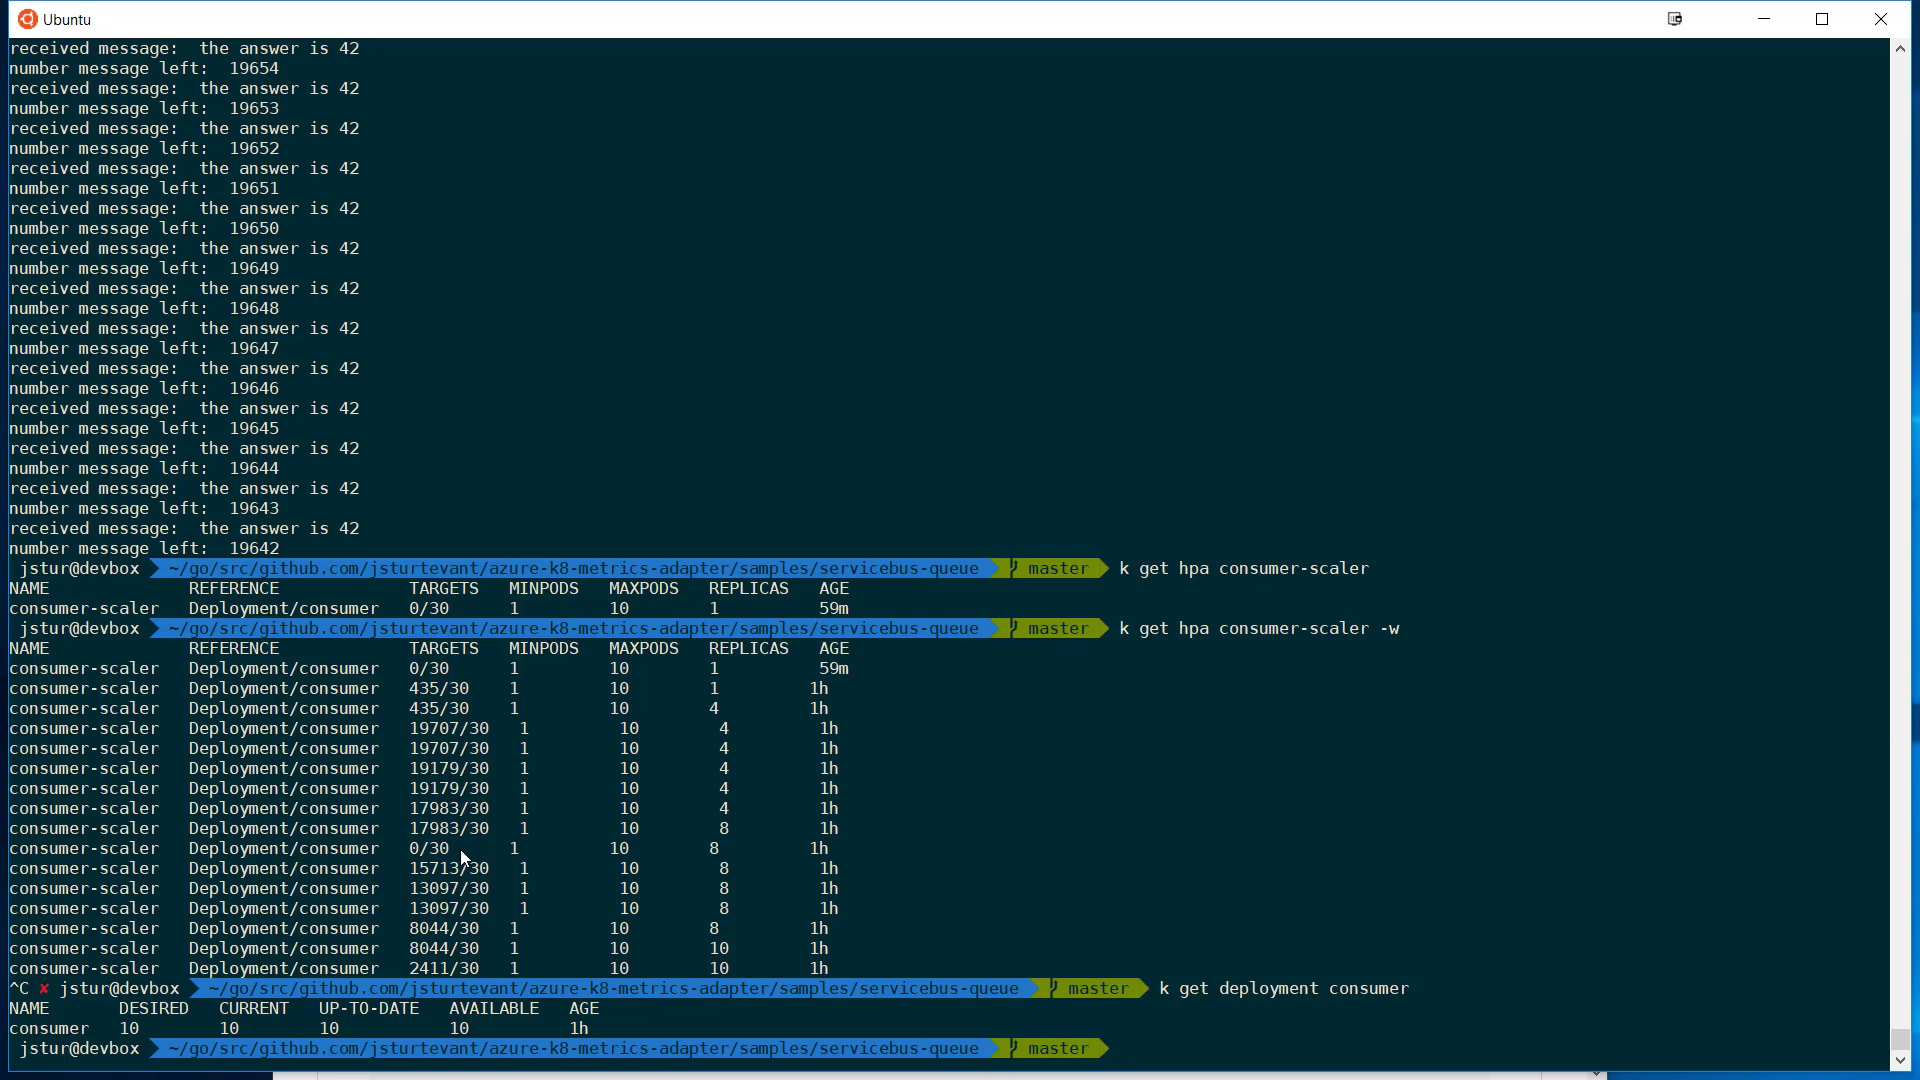 Ubuntu
received message:  the answer is 42
number message left:  19654
received message:  the answer is 42
number message left:  19653
received message:  the answer is 42
number message left:  19652
received message:  the answer is 42
number message left:  19651
received message:  the answer is 42
number message left:  19650
received message:  the answer is 42
number message left:  19649
received message:  the answer is 42
number message left:  19648
received message:  the answer is 42
number message left:  19647
received message:  the answer is 42
number message left:  19646
received message:  the answer is 42
number message left:  19645
received message:  the answer is 42
number message left:  19644
received message:  the answer is 42
number message left:  19643
received message:  the answer is 42
number message left:  19642
jstur@devbox ~/go/src/github.com/jsturtevant/azure-k8-metrics-adapter/samples/servicebus-queue master k get hpa consumer-scaler
NAME REFERENCE TARGETS MINPODS MAXPODS REPLICAS AGE
consumer-scaler Deployment/consumer 0/30 1 10 1 59m
jstur@devbox ~/go/src/github.com/jsturtevant/azure-k8-metrics-adapter/samples/servicebus-queue master k get hpa consumer-scaler -w
NAME REFERENCE TARGETS MINPODS MAXPODS REPLICAS AGE
consumer-scaler Deployment/consumer 0/30 1 10 1 59m
consumer-scaler Deployment/consumer 435/30 1 10 1 1h
consumer-scaler Deployment/consumer 435/30 1 10 4 1h
consumer-scaler Deployment/consumer 19707/30 1 10 4 1h
consumer-scaler Deployment/consumer 19707/30 1 10 4 1h
consumer-scaler Deployment/consumer 19179/30 1 10 4 1h
consumer-scaler Deployment/consumer 19179/30 1 10 4 1h
consumer-scaler Deployment/consumer 17983/30 1 10 4 1h
consumer-scaler Deployment/consumer 17983/30 1 10 8 1h
consumer-scaler Deployment/consumer 0/30 1 10 8 1h
consumer-scaler Deployment/consumer 15713/30 1 10 8 1h
consumer-scaler Deployment/consumer 13097/30 1 10 8 1h
consumer-scaler Deployment/consumer 13097/30 1 10 8 1h
consumer-scaler Deployment/consumer 8044/30 1 10 8 1h
consumer-scaler Deployment/consumer 8044/30 1 10 10 1h
consumer-scaler Deployment/consumer 2411/30 1 10 10 1h
^C ✘ jstur@devbox ~/go/src/github.com/jsturtevant/azure-k8-metrics-adapter/samples/servicebus-queue master k get deployment consumer
NAME DESIRED CURRENT UP-TO-DATE AVAILABLE AGE
consumer 10 10 10 10 1h
jstur@devbox ~/go/src/github.com/jsturtevant/azure-k8-metrics-adapter/samples/servicebus-queue master